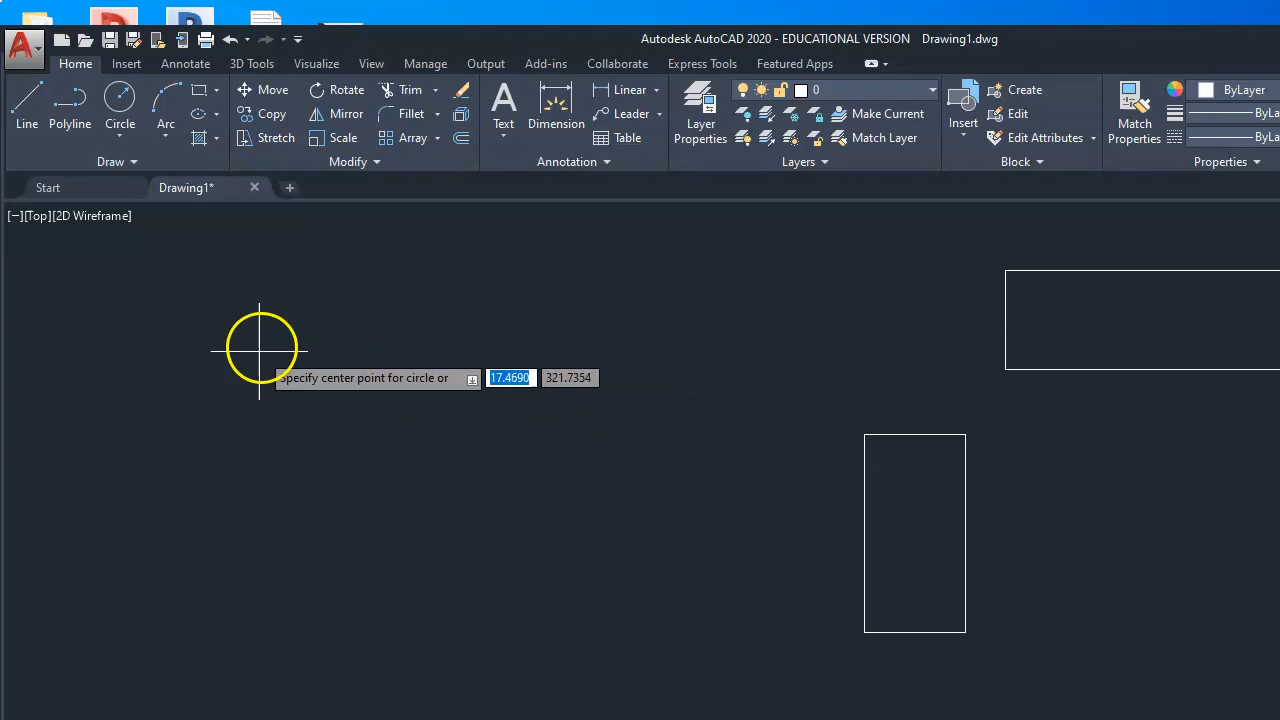 Autodesk AutoCAD 2020 - EDUCATIONAL VERSION Drawing1.dwg
Home Insert Annotate 3D Tools Visualize View Manage Output Add-ins Collaborate Express Tools Featured Apps
Line
Polyline
Circle
Arc
Draw
Move
Rotate
Trim
Copy
Mirror
Fillet
Stretch
Scale
Array
Modify
Text
Dimension
Linear
Leader
Table
Annotation
Layer
Properties
0
Make Current
Match Layer
Layers
Insert
Create
Edit
Edit Attributes
Block
Match
Properties
ByLayer
ByLa
ByLa
Properties
Start
Drawing1*
[−][Top][2D Wireframe]
Specify center point for circle or 17.4690 321.7354